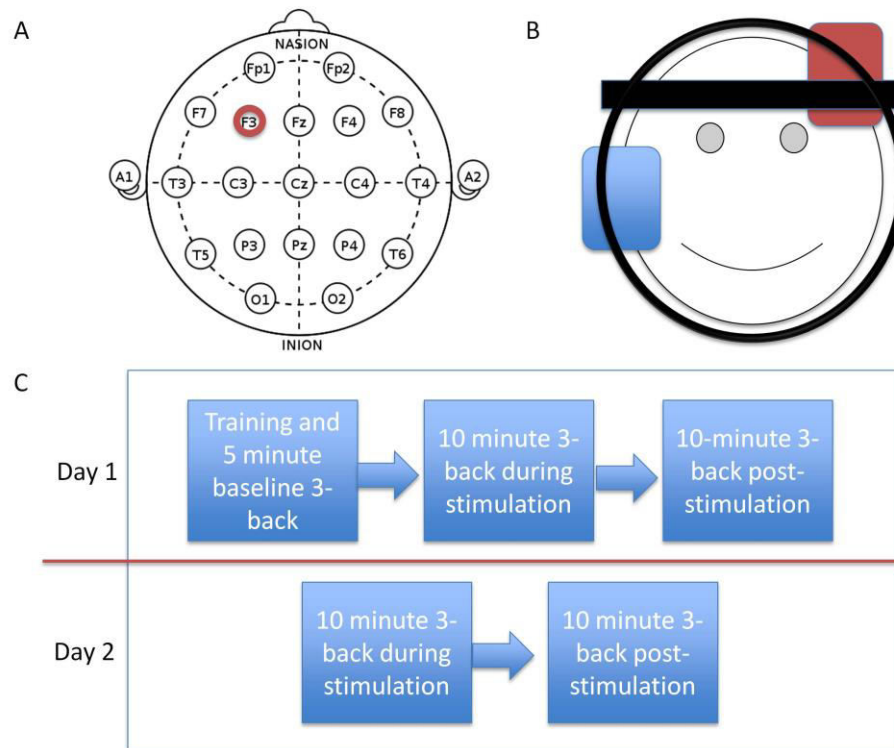 A
B
NASION
Fp1 Fp2
F7 F3 Fz F4 F8
A1 T3 C3 Cz C4 T4 A2
T5 P3 Pz P4 T6
O1 O2
INION
C
Day 1
Training and
5 minute
baseline 3-
back
10 minute 3-
back during
stimulation
10-minute 3-
back post-
stimulation
Day 2
10 minute 3-
back during
stimulation
10 minute 3-
back post-
stimulation